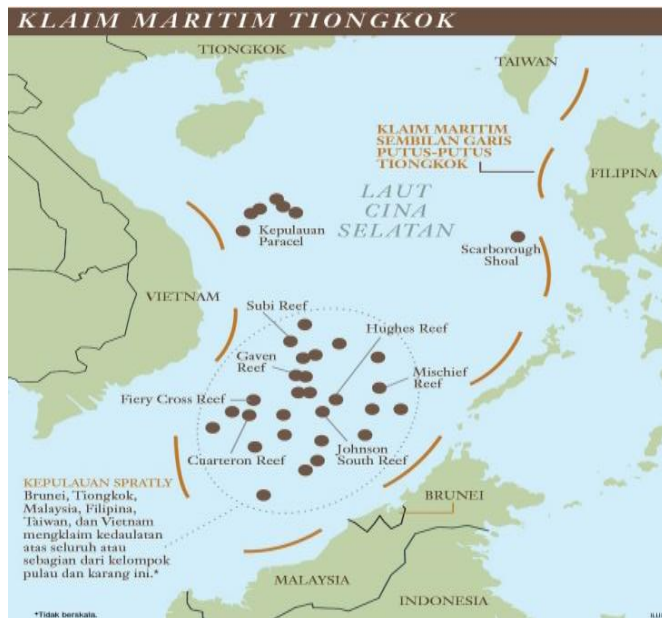 KLAIM MARITIM TIONGKOK
TIONGKOK
TAIWAN
KLAIM MARITIM
SEMBILAN GARIS
PUTUS-PUTUS
TIONGKOK
FILIPINA
LAUT
CINA
SELATAN
Kepulauan
Paracel
Scarborough
Shoal
VIETNAM
Subi Reef
Hughes Reef
Gaven
Reef
Mischief
Reef
Fiery Cross Reef
Cuarteron Reef
Johnson
South Reef
KEPULAUAN SPRATLY
Brunei, Tiongkok,
Malaysia, Filipina,
Taiwan, dan Vietnam
mengklaim kedaulatan
atas seluruh atau
sebagian dari kelompok
pulau dan karang ini.*
BRUNEI
MALAYSIA
INDONESIA
*Tidak berskala.